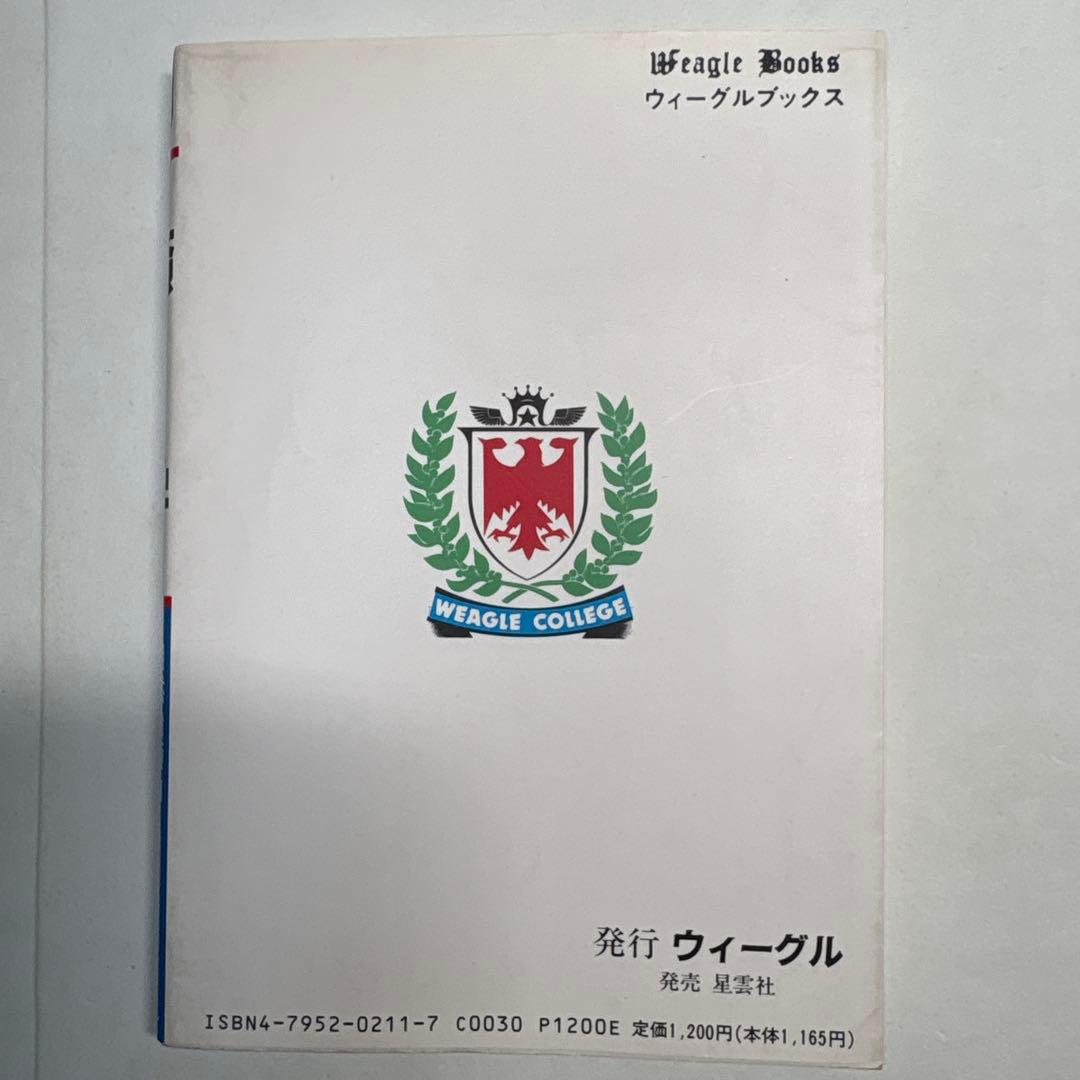 Weagle Books
ウィーグルブックス
WEAGLE COLLEGE
発行 ウィーグル
発売 星雲社
ISBN4-7952-0211-7 C0030 P1200E 定価1,200円(本体1,165円)